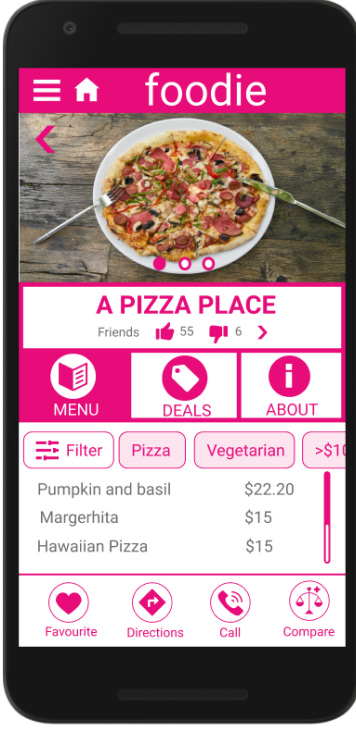 foodie
A PIZZA PLACE
Friends 55 6
MENU DEALS ABOUT
Filter Pizza Vegetarian >$10
Pumpkin and basil $22.20
Margerhita $15
Hawaiian Pizza $15
Favourite Directions Call Compare